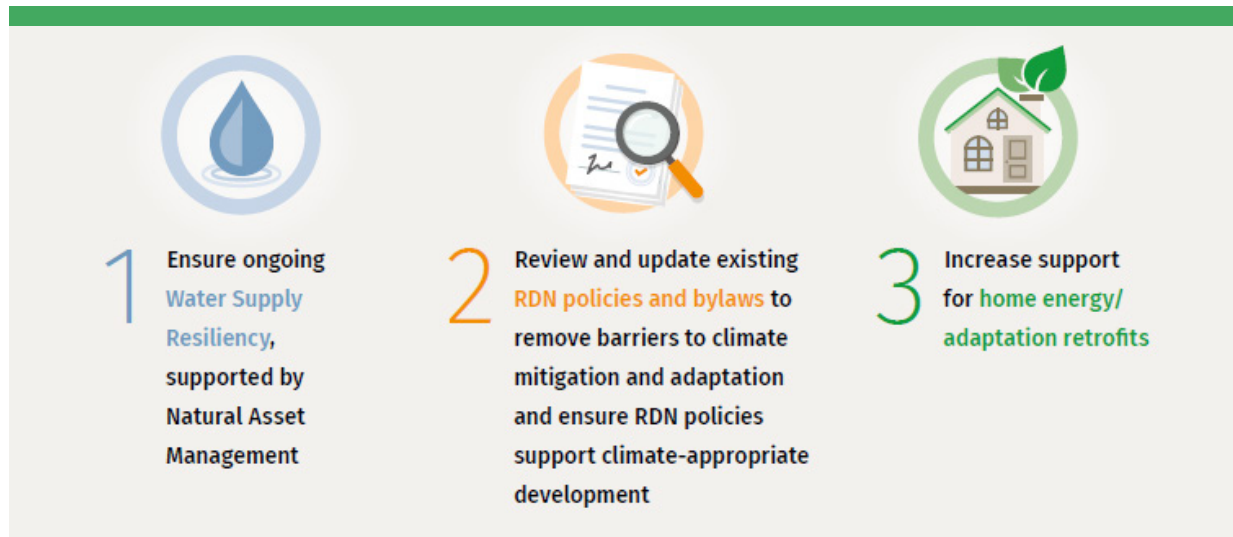 1
Ensure ongoing
Water Supply
Resiliency,
supported by
Natural Asset
Management
2
Review and update existing
RDN policies and bylaws to
remove barriers to climate
mitigation and adaptation
and ensure RDN policies
support climate-appropriate
development
3
Increase support
for home energy/
adaptation retrofits